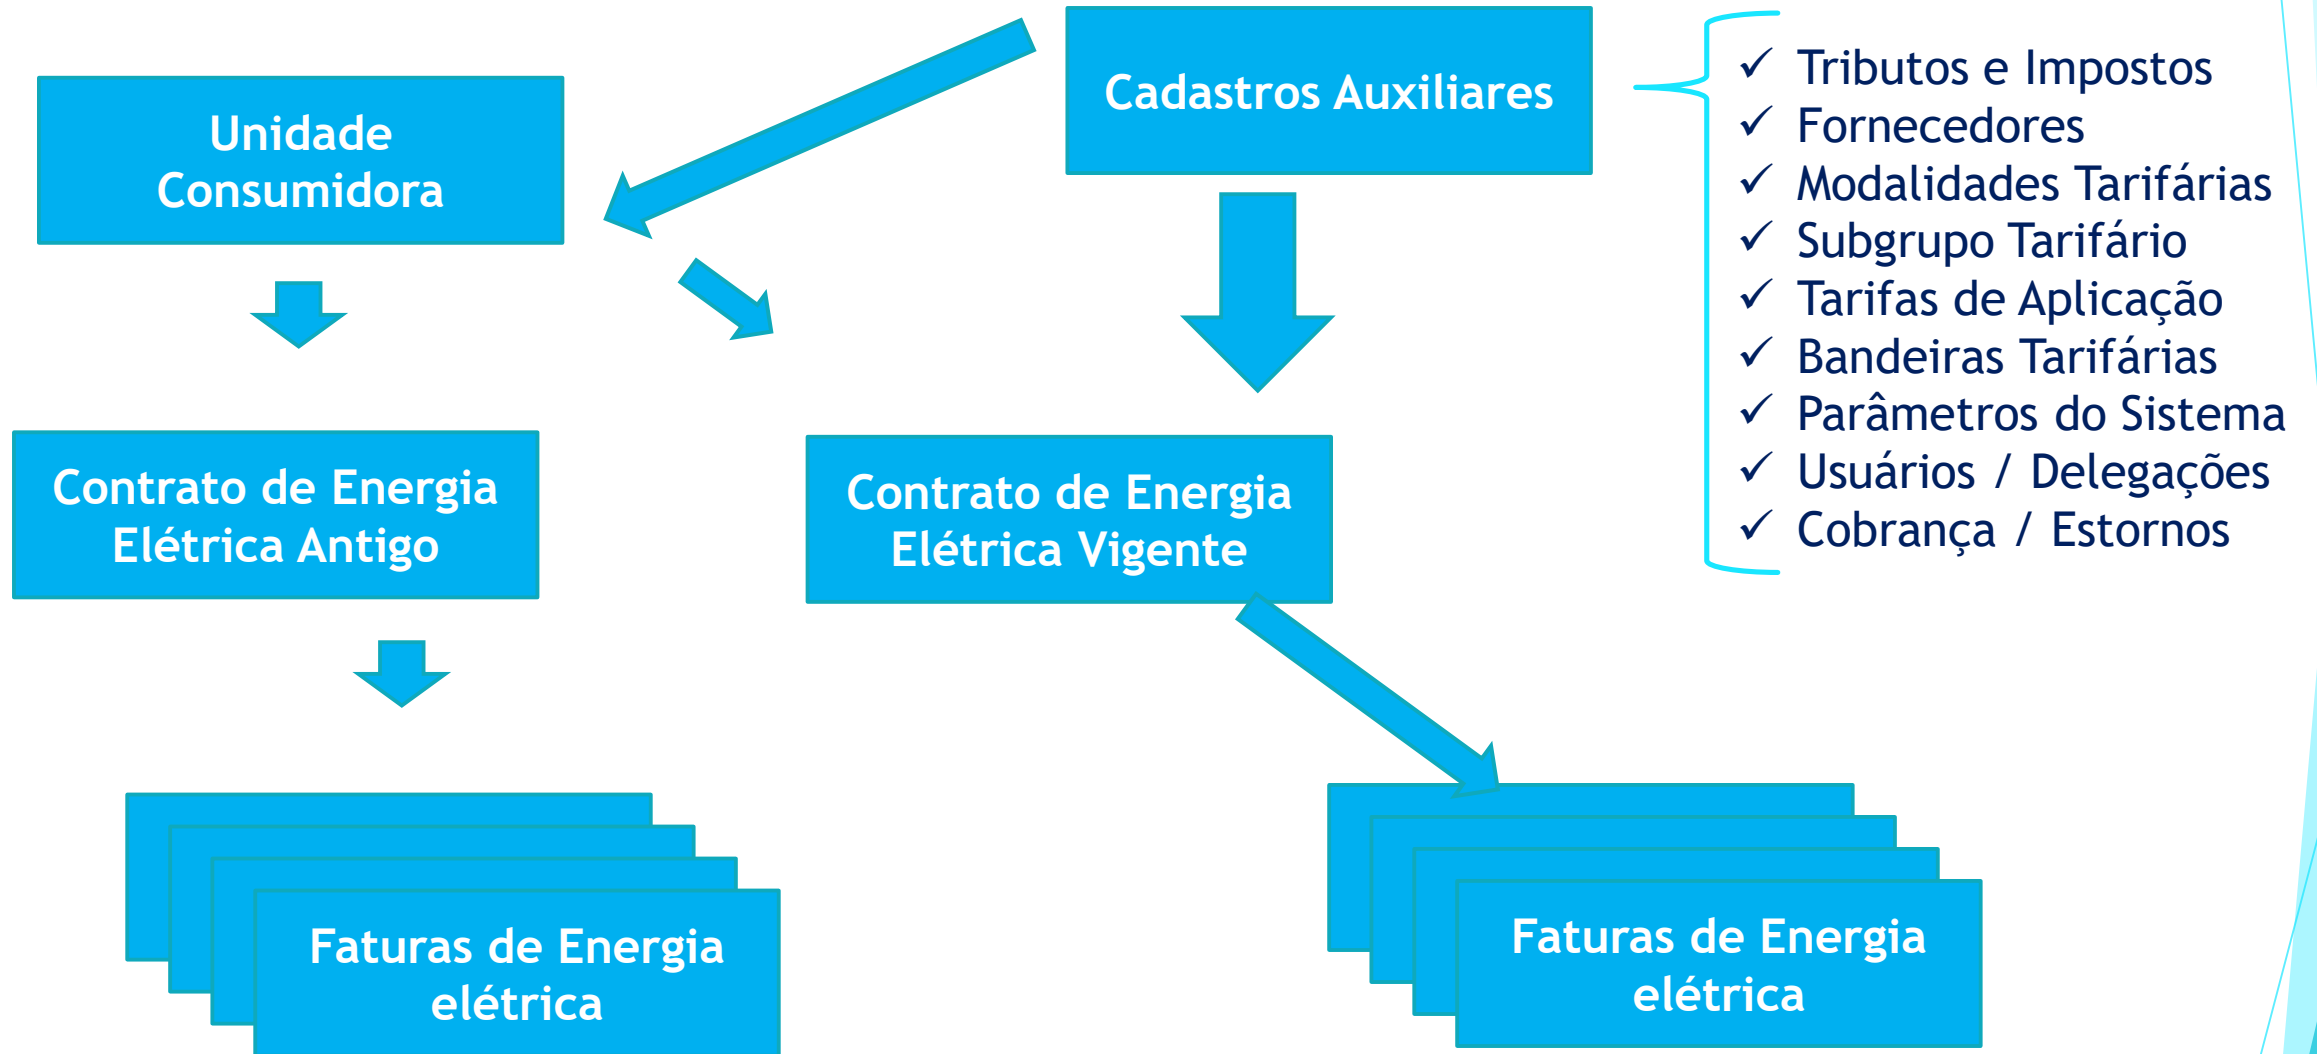 Unidade
Consumidora
Cadastros Auxiliares
✓ Tributos e Impostos
✓ Fornecedores
✓ Modalidades Tarifárias
✓ Subgrupo Tarifário
✓ Tarifas de Aplicação
✓ Bandeiras Tarifárias
✓ Parâmetros do Sistema
✓ Usuários / Delegações
✓ Cobrança / Estornos
Contrato de Energia
Elétrica Antigo
Contrato de Energia
Elétrica Vigente
Faturas de Energia
elétrica
Faturas de Energia
elétrica